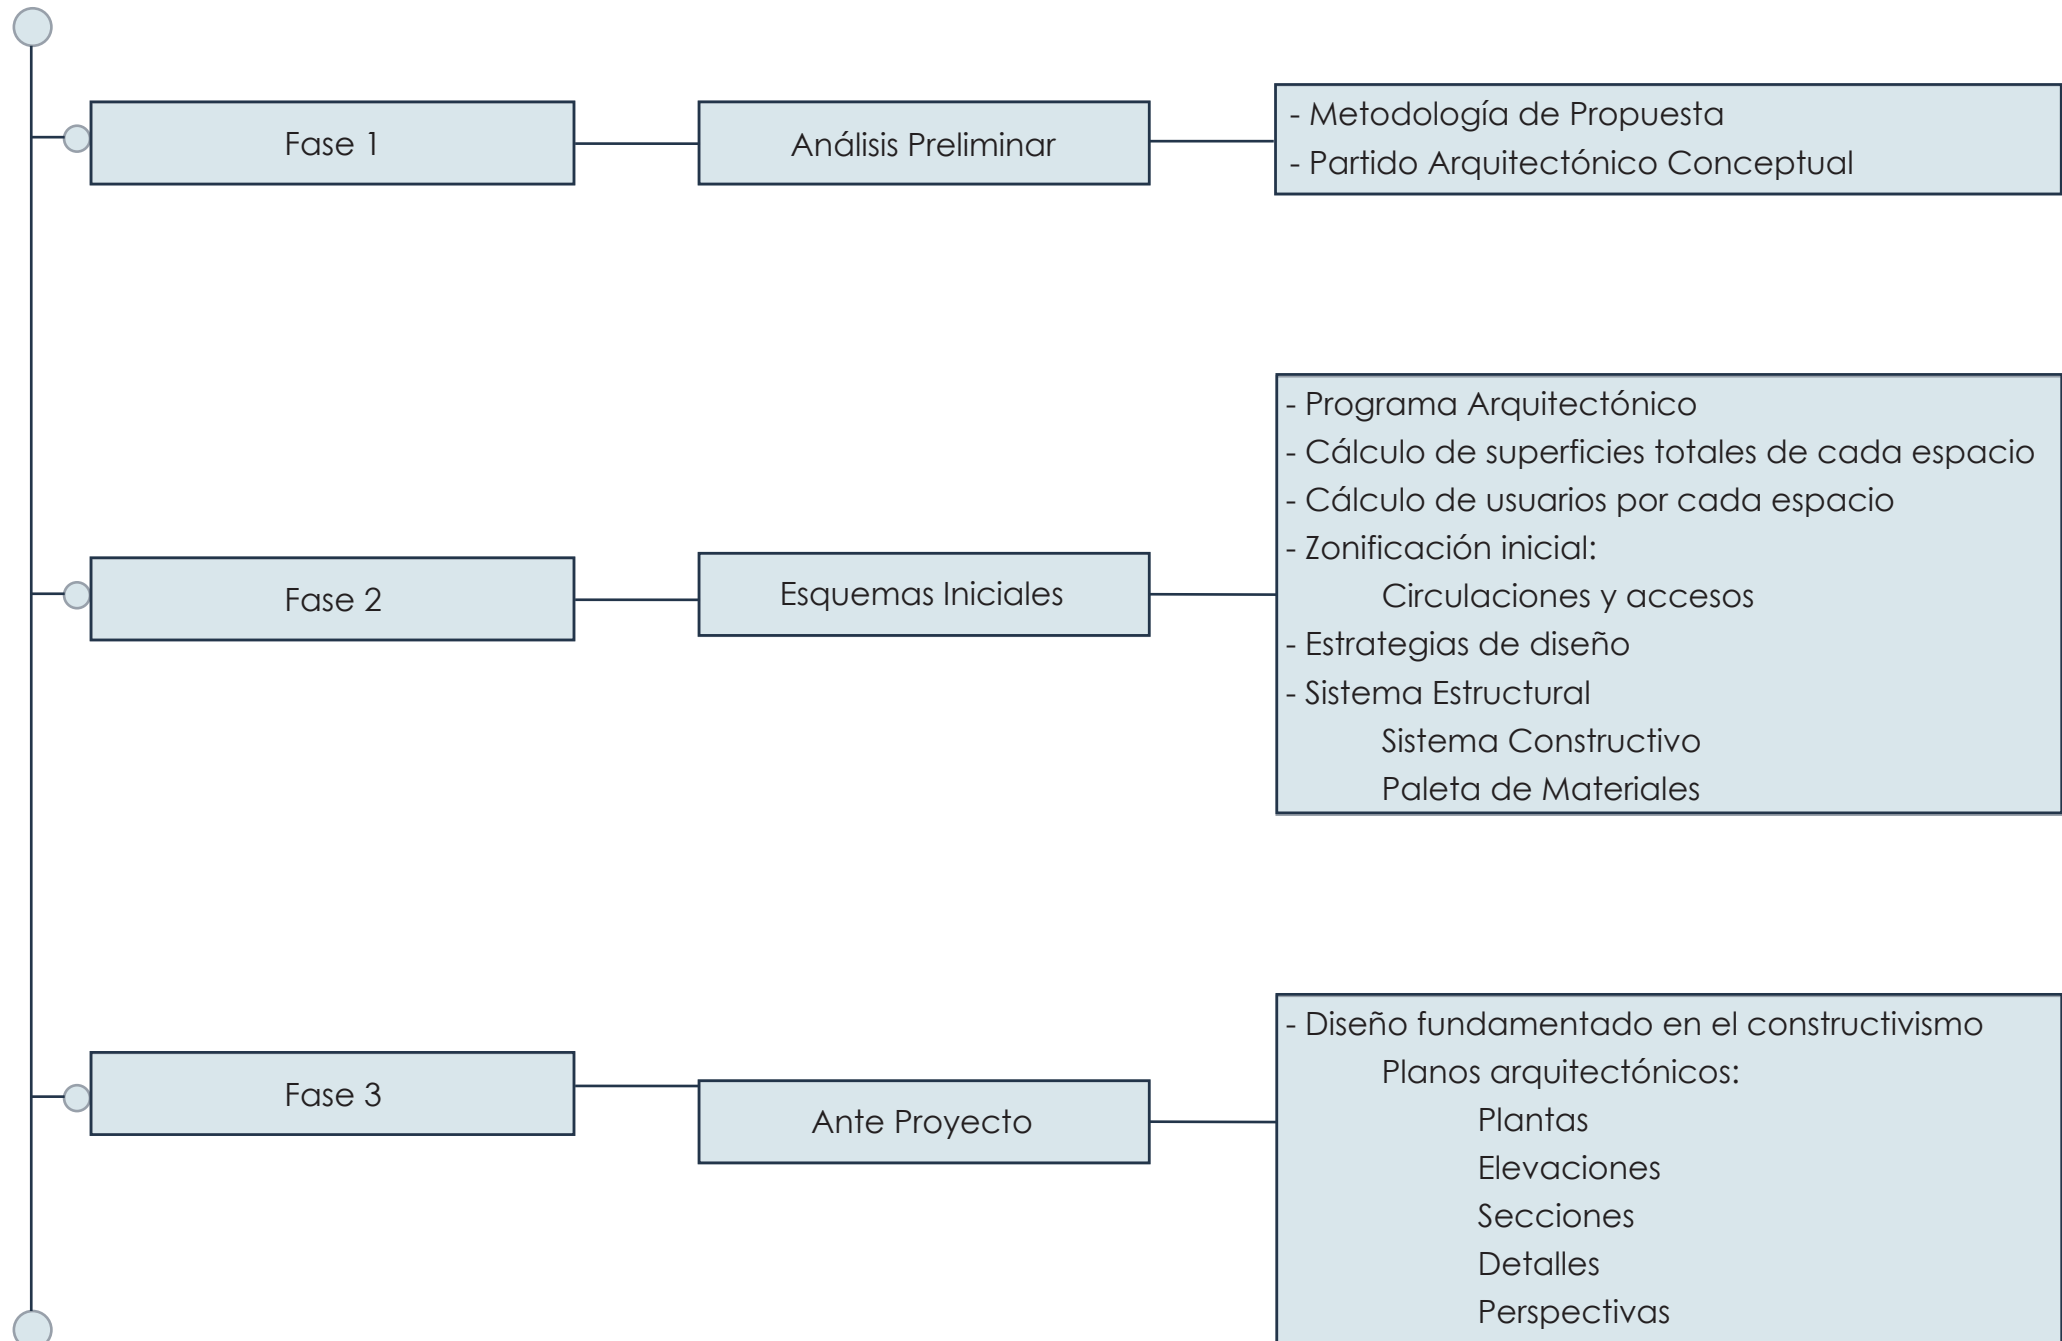 Fase 1
Análisis Preliminar
- Metodología de Propuesta
- Partido Arquitectónico Conceptual
Fase 2
Esquemas Iniciales
- Programa Arquitectónico
- Cálculo de superficies totales de cada espacio
- Cálculo de usuarios por cada espacio
- Zonificación inicial:
Circulaciones y accesos
- Estrategias de diseño
- Sistema Estructural
Sistema Constructivo
Paleta de Materiales
Fase 3
Ante Proyecto
- Diseño fundamentado en el constructivismo
Planos arquitectónicos:
Plantas
Elevaciones
Secciones
Detalles
Perspectivas